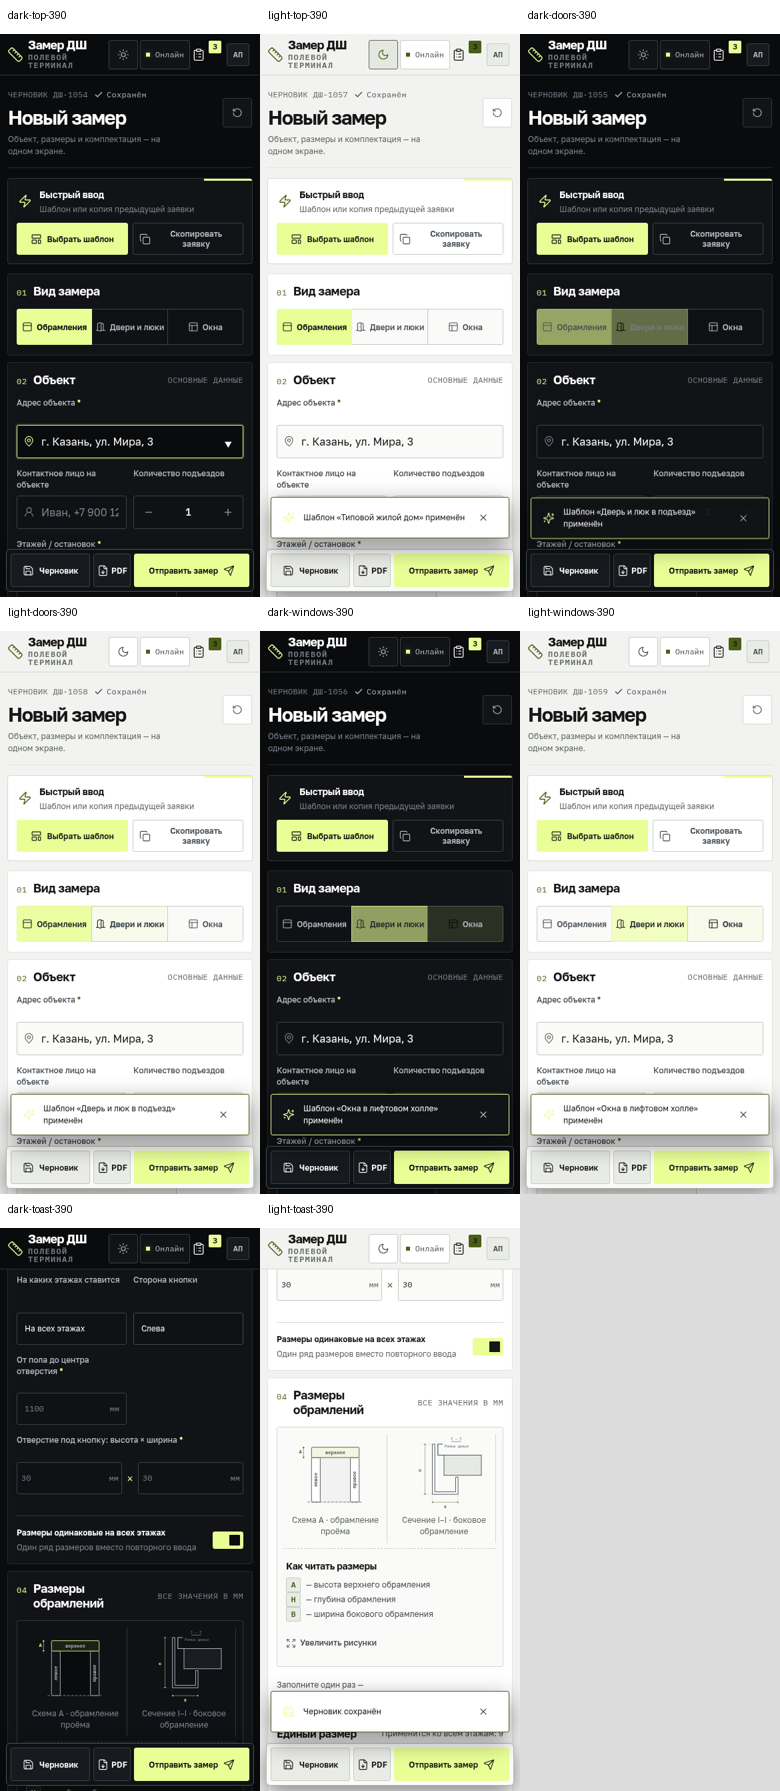 dark-top-390
Замер ДШ
ПОЛЕВОЙ
ТЕРМИНАЛ
Онлайн
3
АП
ЧЕРНОВИК ДШ-1054 Сохранён
Новый замер
Объект, размеры и комплектация — на
одном экране.
Быстрый ввод
Шаблон или копия предыдущей заявки
Выбрать шаблон
Скопировать
заявку
01 Вид замера
Обрамления
Двери и люки
Окна
02 Объект
ОСНОВНЫЕ ДАННЫЕ
Адрес объекта *
г. Казань, ул. Мира, 3
Контактное лицо на
объекте
Количество подъездов
Иван, +7 900 12
− 1 +
Этажей / остановок *
Черновик
PDF
Отправить замер
light-top-390
Замер ДШ
ПОЛЕВОЙ
ТЕРМИНАЛ
Онлайн
3
АП
ЧЕРНОВИК ДШ-1057 Сохранён
Новый замер
Объект, размеры и комплектация — на
одном экране.
Быстрый ввод
Шаблон или копия предыдущей заявки
Выбрать шаблон
Скопировать
заявку
01 Вид замера
Обрамления
Двери и люки
Окна
02 Объект
ОСНОВНЫЕ ДАННЫЕ
Адрес объекта *
г. Казань, ул. Мира, 3
Контактное лицо на
объекте
Количество подъездов
Шаблон «Типовой жилой дом» применён
Этажей / остановок *
Черновик
PDF
Отправить замер
dark-doors-390
Замер ДШ
ПОЛЕВОЙ
ТЕРМИНАЛ
Онлайн
3
АП
ЧЕРНОВИК ДШ-1055 Сохранён
Новый замер
Объект, размеры и комплектация — на
одном экране.
Быстрый ввод
Шаблон или копия предыдущей заявки
Выбрать шаблон
Скопировать
заявку
01 Вид замера
Обрамления
Двери и люки
Окна
02 Объект
ОСНОВНЫЕ ДАННЫЕ
Адрес объекта *
г. Казань, ул. Мира, 3
Контактное лицо на
объекте
Количество подъездов
Шаблон «Дверь и люк в подъезд»
применён
1
Этажей / остановок *
Черновик
PDF
Отправить замер
light-doors-390
Замер ДШ
ПОЛЕВОЙ
ТЕРМИНАЛ
Онлайн
3
АП
ЧЕРНОВИК ДШ-1058 Сохранён
Новый замер
Объект, размеры и комплектация — на
одном экране.
Быстрый ввод
Шаблон или копия предыдущей заявки
Выбрать шаблон
Скопировать
заявку
01 Вид замера
Обрамления
Двери и люки
Окна
02 Объект
ОСНОВНЫЕ ДАННЫЕ
Адрес объекта *
г. Казань, ул. Мира, 3
Контактное лицо на
объекте
Количество подъездов
Шаблон «Дверь и люк в подъезд»
применён
Этажей / остановок *
Черновик
PDF
Отправить замер
dark-windows-390
Замер ДШ
ПОЛЕВОЙ
ТЕРМИНАЛ
Онлайн
3
АП
ЧЕРНОВИК ДШ-1056 Сохранён
Новый замер
Объект, размеры и комплектация — на
одном экране.
Быстрый ввод
Шаблон или копия предыдущей заявки
Выбрать шаблон
Скопировать
заявку
01 Вид замера
Обрамления
Двери и люки
Окна
02 Объект
ОСНОВНЫЕ ДАННЫЕ
Адрес объекта *
г. Казань, ул. Мира, 3
Контактное лицо на
объекте
Количество подъездов
Шаблон «Окна в лифтовом холле»
применён
Этажей / остановок *
Черновик
PDF
Отправить замер
light-windows-390
Замер ДШ
ПОЛЕВОЙ
ТЕРМИНАЛ
Онлайн
3
АП
ЧЕРНОВИК ДШ-1059 Сохранён
Новый замер
Объект, размеры и комплектация — на
одном экране.
Быстрый ввод
Шаблон или копия предыдущей заявки
Выбрать шаблон
Скопировать
заявку
01 Вид замера
Обрамления
Двери и люки
Окна
02 Объект
ОСНОВНЫЕ ДАННЫЕ
Адрес объекта *
г. Казань, ул. Мира, 3
Контактное лицо на
объекте
Количество подъездов
Шаблон «Окна в лифтовом холле»
применён
Этажей / остановок *
Черновик
PDF
Отправить замер
dark-toast-390
Замер ДШ
ПОЛЕВОЙ
ТЕРМИНАЛ
Онлайн
3
АП
На каких этажах ставится
Сторона кнопки
На всех этажах
Слева
От пола до центра
отверстия *
1100 мм
Отверстие под кнопку: высота × ширина *
30 мм × 30 мм
Размеры одинаковые на всех этажах
Один ряд размеров вместо повторного ввода
04 Размеры
обрамлений
ВСЕ ЗНАЧЕНИЯ В ММ
А
верхнее
левое
правое
Схема А · обрамление
проёма
Сечение I–I · боковое
обрамление
Черновик
PDF
Отправить замер
light-toast-390
Замер ДШ
ПОЛЕВОЙ
ТЕРМИНАЛ
Онлайн
3
АП
30 мм × 30 мм
Размеры одинаковые на всех этажах
Один ряд размеров вместо повторного ввода
04 Размеры
обрамлений
ВСЕ ЗНАЧЕНИЯ В ММ
А
верхнее
левое
правое
Схема А · обрамление
проёма
Сечение I–I · боковое
обрамление
Как читать размеры
А — высота верхнего обрамления
Н — глубина обрамления
В — ширина бокового обрамления
Увеличить рисунки
Заполните один раз —
Черновик сохранён
Единый размер
Применится ко всем этажам: 9
Черновик
PDF
Отправить замер